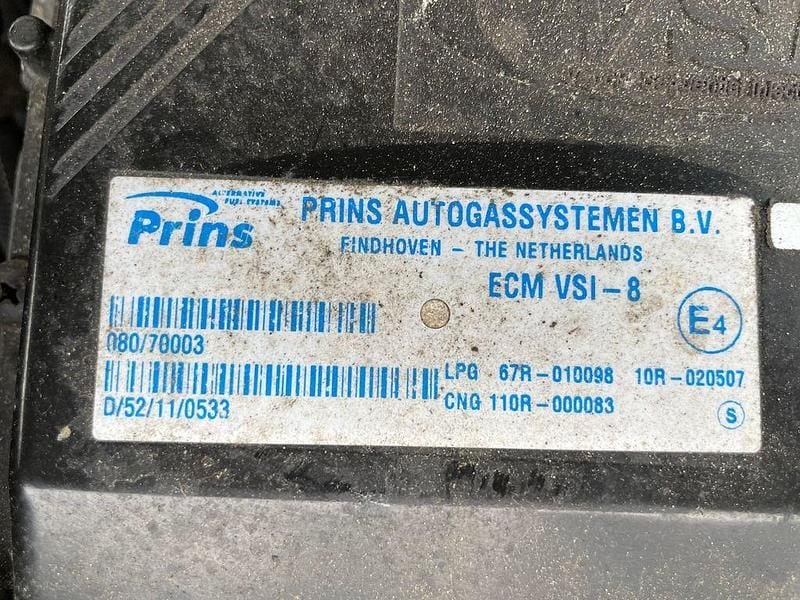 VSI
ALTERNATIVE
FUEL SYSTEMS
Prins
PRINS AUTOGASSYSTEMEN B.V.
EINDHOVEN – THE NETHERLANDS
ECM VSI–8
E4
080/70003
LPG 67R–010098 10R–020507
D/52/11/0533
CNG 110R–000083
S